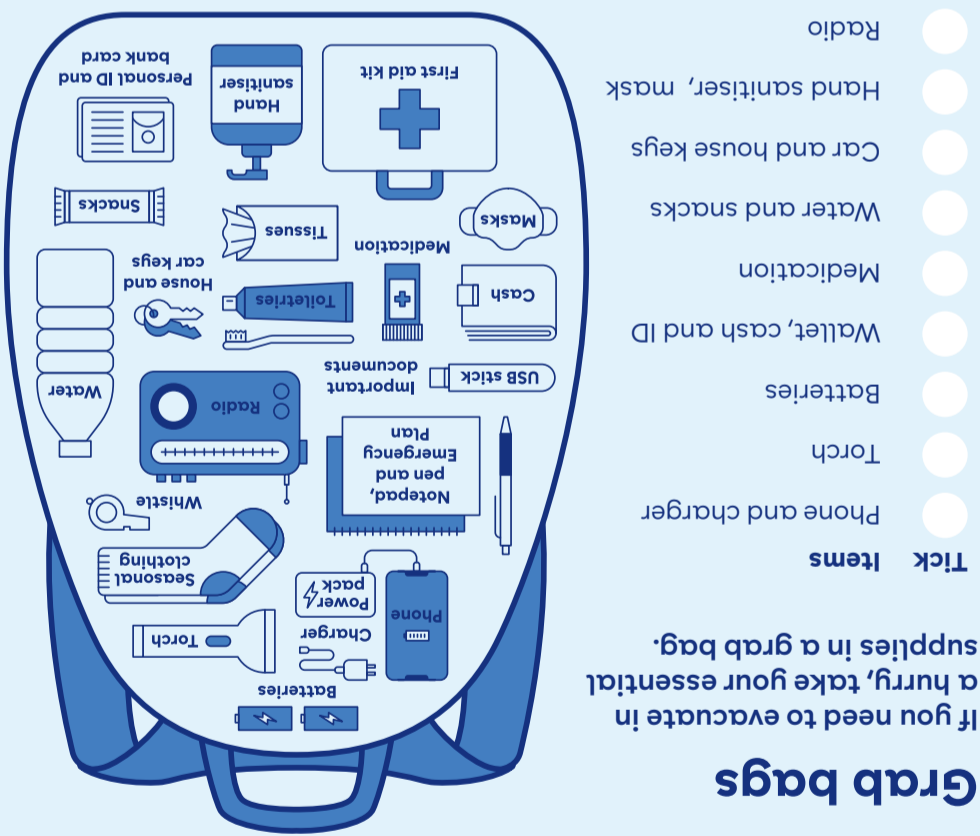 Grab bags
If you need to evacuate in
a hurry, take your essential
supplies in a grab bag.
Tick Items
Phone and charger
Torch
Batteries
Wallet, cash and ID
Medication
Water and snacks
Car and house keys
Hand sanitiser, mask
Radio
Batteries
Phone
Charger
Power
pack
Torch
Seasonal
clothing
Notepad,
pen and
Emergency
Plan
Whistle
Radio
Water
USB stick
Important
documents
Cash
Medication
Toiletries
House and
car keys
Masks
Tissues
Snacks
First aid kit
Hand
sanitiser
Personal ID and
bank card